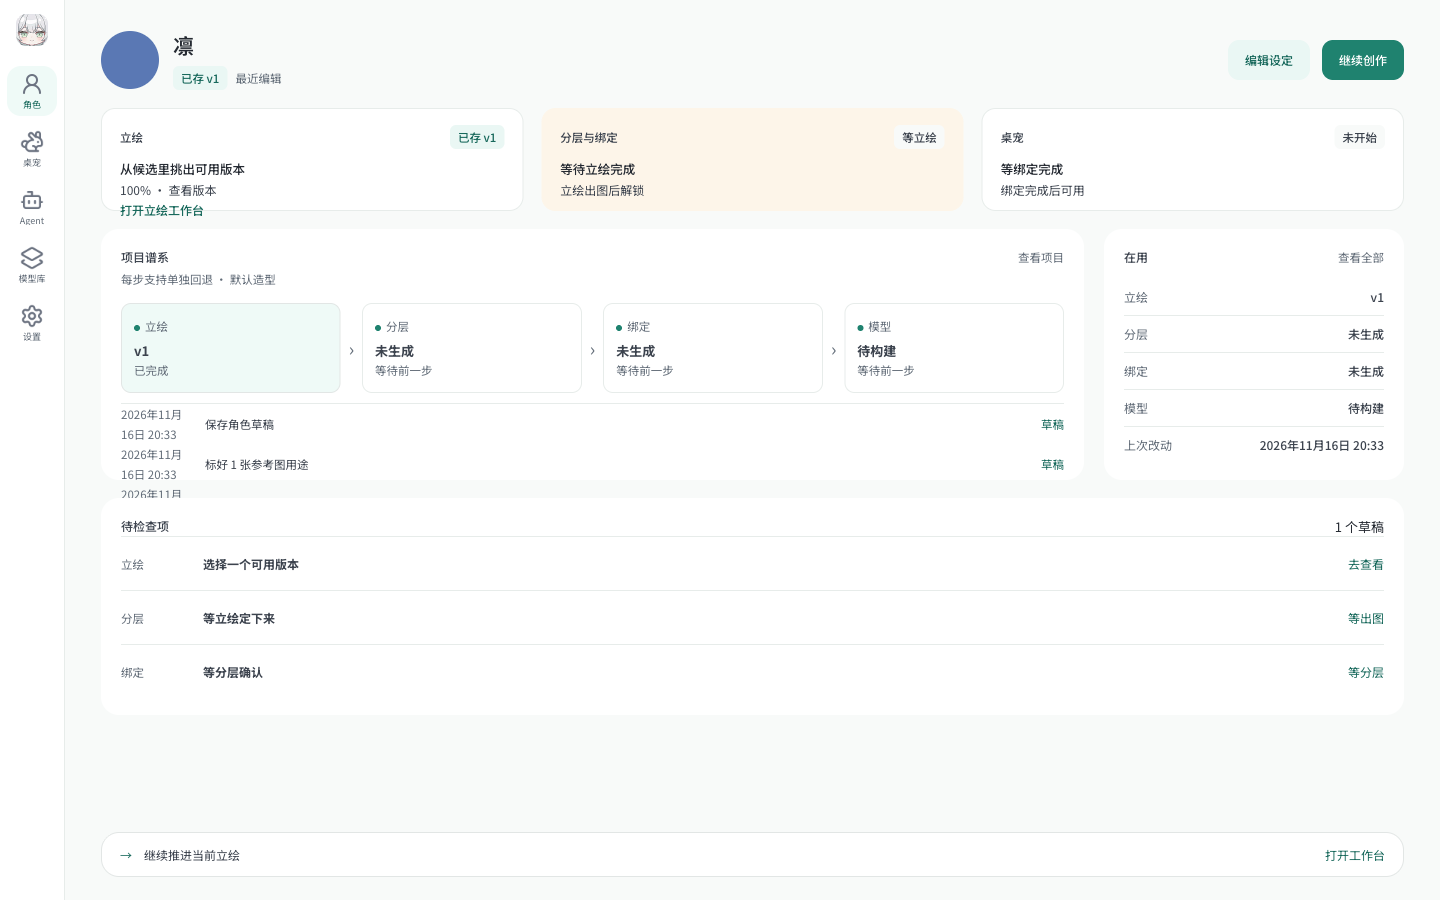 角色
桌宠
Agent
模型库
设置
凛
已存 v1 最近编辑
编辑设定
继续创作
立绘 已存 v1
从候选里挑出可用版本
100% · 查看版本
打开立绘工作台
分层与绑定 等立绘
等待立绘完成
立绘出图后解锁
桌宠 未开始
等绑定完成
绑定完成后可用
项目谱系 查看项目
每步支持单独回退 · 默认造型
立绘
v1
已完成
›
分层
未生成
等待前一步
›
绑定
未生成
等待前一步
›
模型
待构建
等待前一步
2026年11月
16日 20:33
保存角色草稿 草稿
2026年11月
16日 20:33
标好 1 张参考图用途 草稿
2026年11月
在用 查看全部
立绘 v1
分层 未生成
绑定 未生成
模型 待构建
上次改动 2026年11月16日 20:33
待检查项 1 个草稿
立绘 选择一个可用版本 去查看
分层 等立绘定下来 等出图
绑定 等分层确认 等分层
→ 继续推进当前立绘 打开工作台